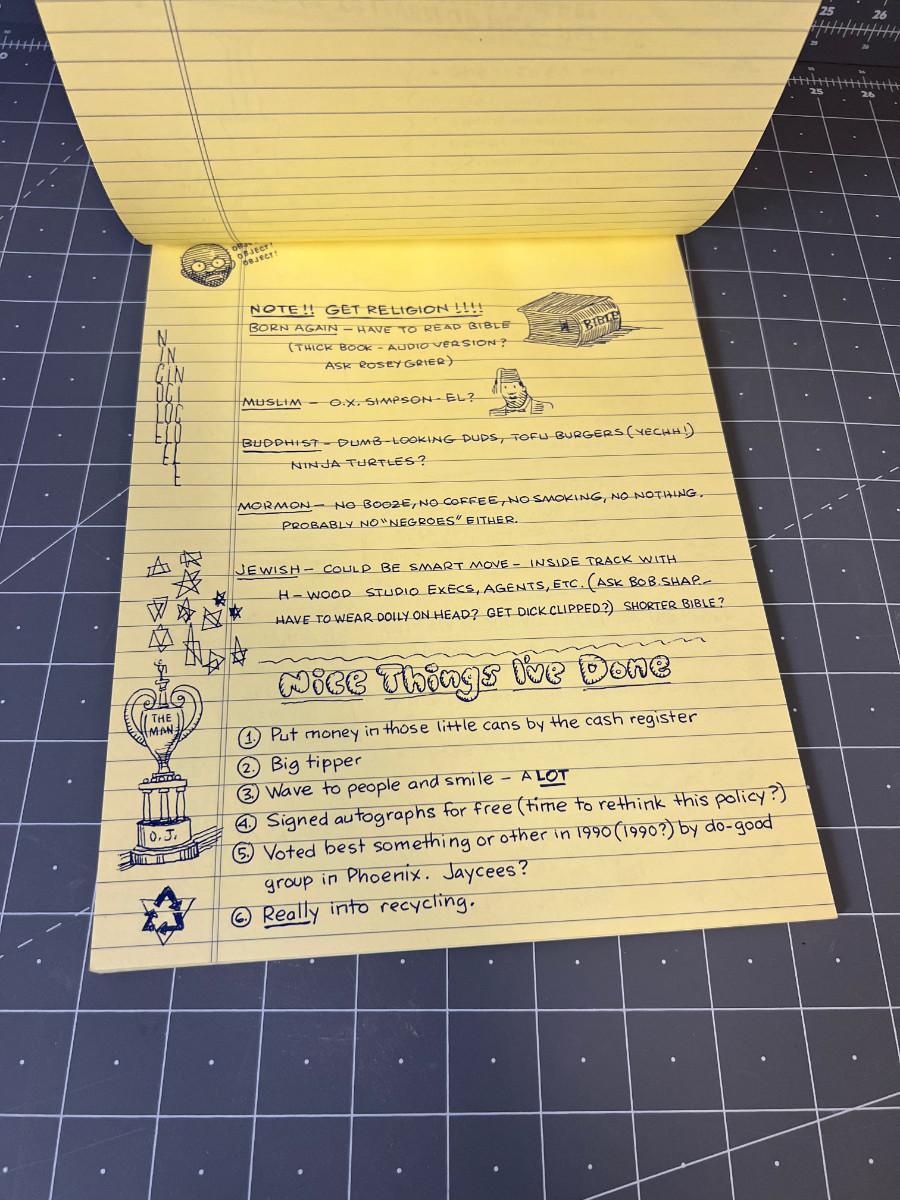 25 26
25 26
0
OBJECT!
OBJECT!
NOTE!! GET RELIGION !!!!
BORN AGAIN – HAVE TO READ BIBLE
(THICK BOOK – AUDIO VERSION?
ASK ROSEY GRIER)
BIBLE
MUSLIM – O.X. SIMPSON-EL?
BUDDHIST – DUMB-LOOKING DUDS, TOFU BURGERS (YECHH!)
NINJA TURTLES?
MORMON – NO BOOZE, NO COFFEE, NO SMOKING, NO NOTHING.
PROBABLY NO "NEGROES" EITHER.
JEWISH – COULD BE SMART MOVE – INSIDE TRACK WITH
H-WOOD STUDIO EXECS, AGENTS, ETC. (ASK BOB SHAP –
HAVE TO WEAR DOILY ON HEAD? GET DICK CLIPPED?) SHORTER BIBLE?
Nice Things I've Done
THE
MAN
O.J.
1. Put money in those little cans by the cash register
2. Big tipper
3. Wave to people and smile – A LOT
4. Signed autographs for free (time to rethink this policy?)
5. Voted best something or other in 1990 (1990?) by do-good
group in Phoenix. Jaycees?
6. Really into recycling.